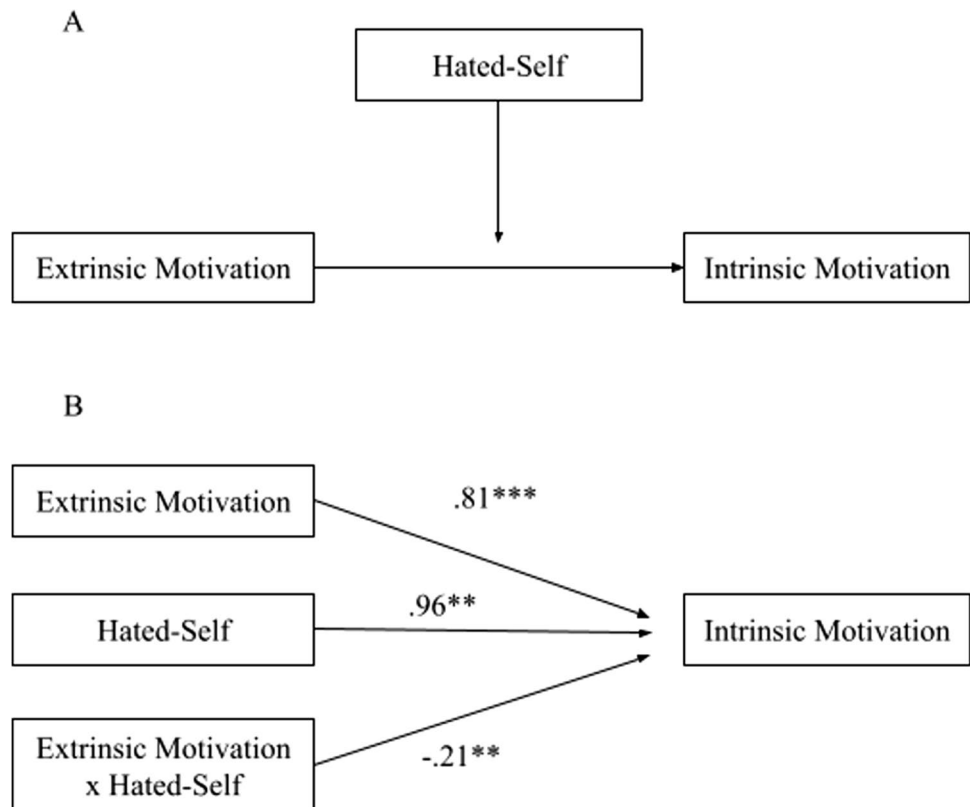 A
Hated-Self
Extrinsic Motivation
Intrinsic Motivation
B
Extrinsic Motivation
.81***
Hated-Self
.96**
Intrinsic Motivation
Extrinsic Motivation
x Hated-Self
-.21**